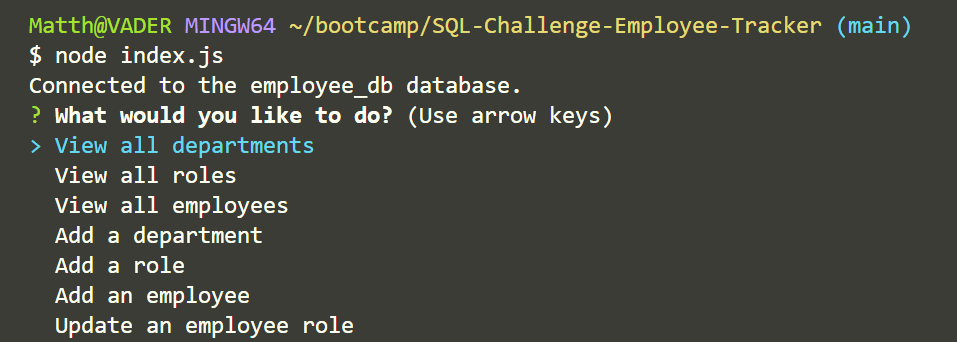 Matth@VADER MINGW64 ~/bootcamp/SQL-Challenge-Employee-Tracker (main)
$ node index.js
Connected to the employee_db database.
? What would you like to do? (Use arrow keys)
> View all departments
View all roles
View all employees
Add a department
Add a role
Add an employee
Update an employee role